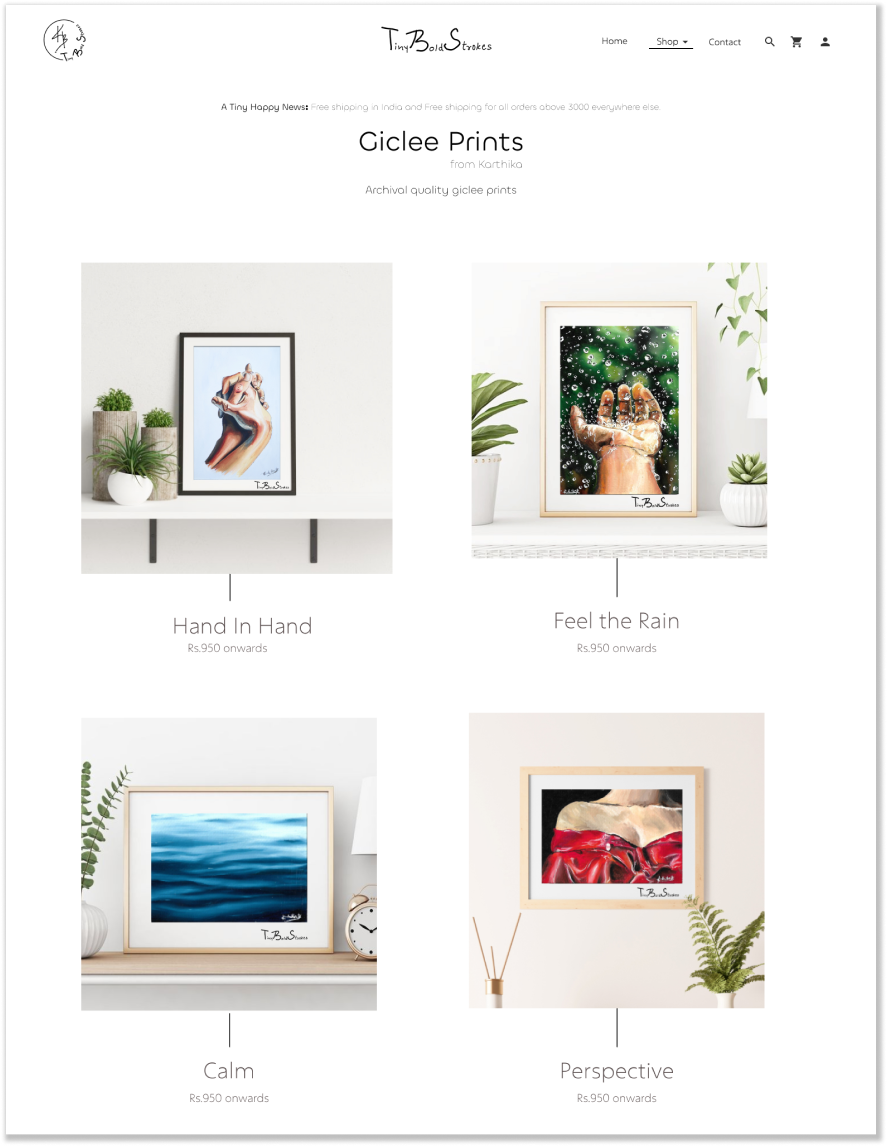 TinyBoldStrokes
Home Shop Contact
A Tiny Happy News: Free shipping in India and Free shipping for all orders above 3000 everywhere else.
Giclee Prints
from Karthika
Archival quality giclee prints
TinyBoldStrokes
TinyBoldStrokes
Hand In Hand
Rs.950 onwards
Feel the Rain
Rs.950 onwards
TinyBoldStrokes
TinyBoldStrokes
Calm
Rs.950 onwards
Perspective
Rs.950 onwards